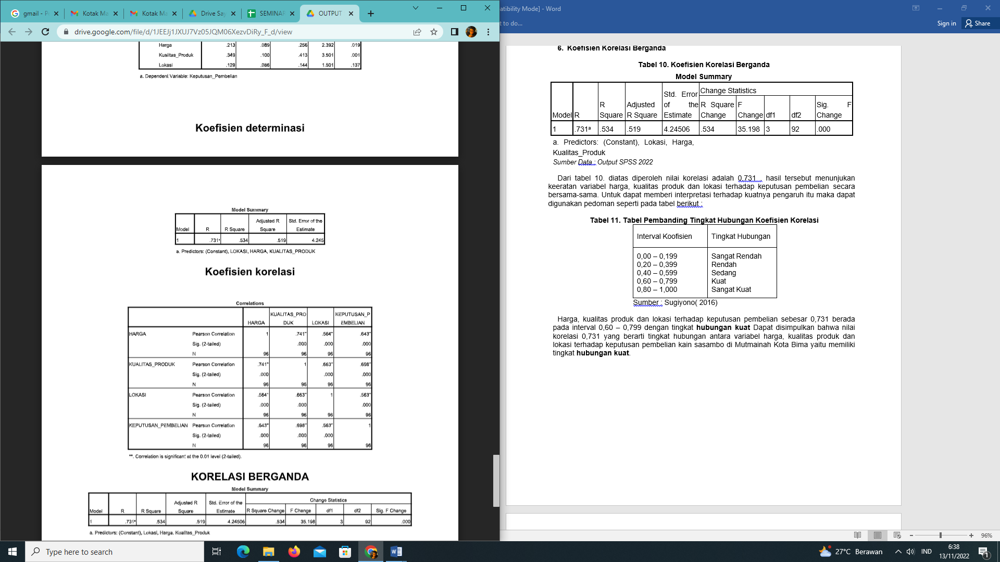 gmail - P
Kotak Ma
Kotak Ma
Drive Say
SEMINAR
OUTPUT
drive.google.com/file/d/1JEEJj1JXUJ7Vz05JQM06XezvDiRy_F_d/view
Harga .213 .089 .256 2.392 .019
Kualitas_Produk .349 .100 .413 3.501 .001
Lokasi .129 .086 .144 1.501 .137
a. Dependent Variable: Keputusan_Pembelian
Koefisien determinasi
Model Summary
Model R R Square Adjusted R Square Std. Error of the Estimate
1 .731ᵃ .534 .519 4.245
a. Predictors: (Constant), LOKASI, HARGA, KUALITAS_PRODUK
Koefisien korelasi
Correlations
HARGA KUALITAS_PRODUK LOKASI KEPUTUSAN_PEMBELIAN
HARGA Pearson Correlation 1 .741** .564** .643**
Sig. (2-tailed) .000 .000 .000
N 96 96 96 96
KUALITAS_PRODUK Pearson Correlation .741** 1 .663** .698**
Sig. (2-tailed) .000 .000 .000
N 96 96 96 96
LOKASI Pearson Correlation .564** .663** 1 .563**
Sig. (2-tailed) .000 .000 .000
N 96 96 96 96
KEPUTUSAN_PEMBELIAN Pearson Correlation .643** .698** .563** 1
Sig. (2-tailed) .000 .000 .000
N 96 96 96 96
**. Correlation is significant at the 0.01 level (2-tailed).
KORELASI BERGANDA
Model Summary
Change Statistics
Model R R Square Adjusted R Square Std. Error of the Estimate R Square Change F Change df1 df2 Sig. F Change
1 .731ᵃ .534 .519 4.24506 .534 35.198 3 92 .000
a. Predictors: (Constant), Lokasi, Harga, Kualitas_Produk
atibility Mode] - Word
t to do...
Sign in
Share
6. Koefisien Korelasi Berganda
Tabel 10. Koefisien Korelasi Berganda
Model Summary
Change Statistics
Model R R Square Adjusted R Square Std. Error of the Estimate R Square Change F Change df1 df2 Sig. F Change
1 .731ᵃ .534 .519 4.24506 .534 35.198 3 92 .000
a. Predictors: (Constant), Lokasi, Harga,
Kualitas_Produk
Sumber Data : Output SPSS 2022
Dari tabel 10. diatas diperoleh nilai korelasi adalah 0,731 , hasil tersebut menunjukan
keeratan variabel harga, kualitas produk dan lokasi terhadap keputusan pembelian secara
bersama-sama. Untuk dapat memberi interpretasi terhadap kuatnya pengaruh itu maka dapat
digunakan pedoman seperti pada tabel berikut :
Tabel 11. Tabel Pembanding Tingkat Hubungan Koefisien Korelasi
Interval Koofisien Tingkat Hubungan
0,00 – 0,199 Sangat Rendah
0,20 – 0,399 Rendah
0,40 – 0,599 Sedang
0,60 – 0,799 Kuat
0,80 – 1,000 Sangat Kuat
Sumber : Sugiyono( 2016)
Harga, kualitas produk dan lokasi terhadap keputusan pembelian sebesar 0,731 berada
pada interval 0,60 – 0,799 dengan tingkat hubungan kuat Dapat disimpulkan bahwa nilai
korelasi 0,731 yang berarti tingkat hubungan antara variabel harga, kualitas produk dan
lokasi terhadap keputusan pembelian kain sasambo di Mutmainah Kota Bima yaitu memiliki
tingkat hubungan kuat.
96%
Type here to search
27°C Berawan
IND
6:38
13/11/2022
1